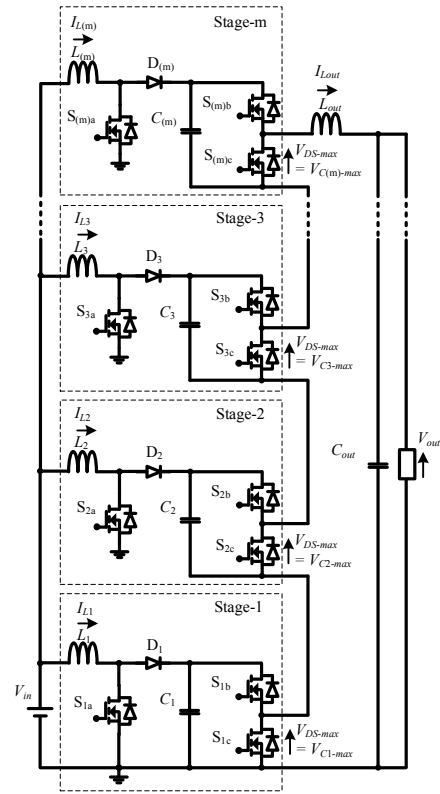 Stage-m
I_L(m)
L_(m)
D_(m)
S_(m)a
C_(m)
S_(m)b
S_(m)c
I_Lout
L_out
V_DS-max
= V_C(m)-max
Stage-3
I_L3
L_3
D_3
S_3a
C_3
S_3b
S_3c
V_DS-max
= V_C3-max
Stage-2
I_L2
L_2
D_2
S_2a
C_2
S_2b
S_2c
V_DS-max
= V_C2-max
C_out
V_out
Stage-1
I_L1
L_1
D_1
V_in
S_1a
C_1
S_1b
S_1c
V_DS-max
= V_C1-max